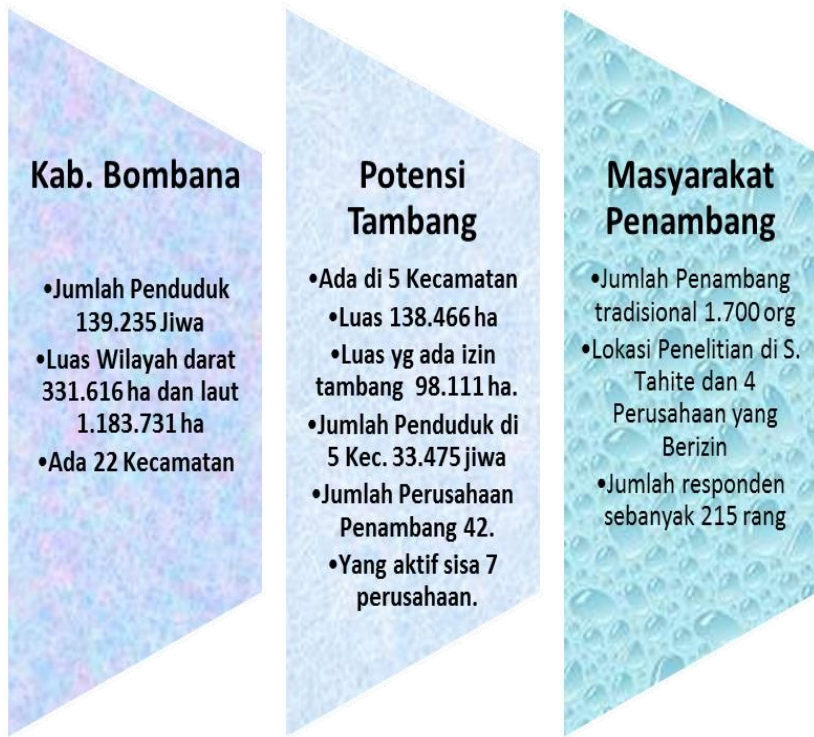 Kab. Bombana
•Jumlah Penduduk
139.235 Jiwa
•Luas Wilayah darat
331.616 ha dan laut
1.183.731 ha
•Ada 22 Kecamatan
Potensi
Tambang
•Ada di 5 Kecamatan
•Luas 138.466 ha
•Luas yg ada izin
tambang 98.111 ha.
•Jumlah Penduduk di
5 Kec. 33.475 jiwa
•Jumlah Perusahaan
Penambang 42.
•Yang aktif sisa 7
perusahaan.
Masyarakat
Penambang
•Jumlah Penambang
tradisional 1.700 org
•Lokasi Penelitian di S.
Tahite dan 4
Perusahaan yang
Berizin
•Jumlah responden
sebanyak 215 rang